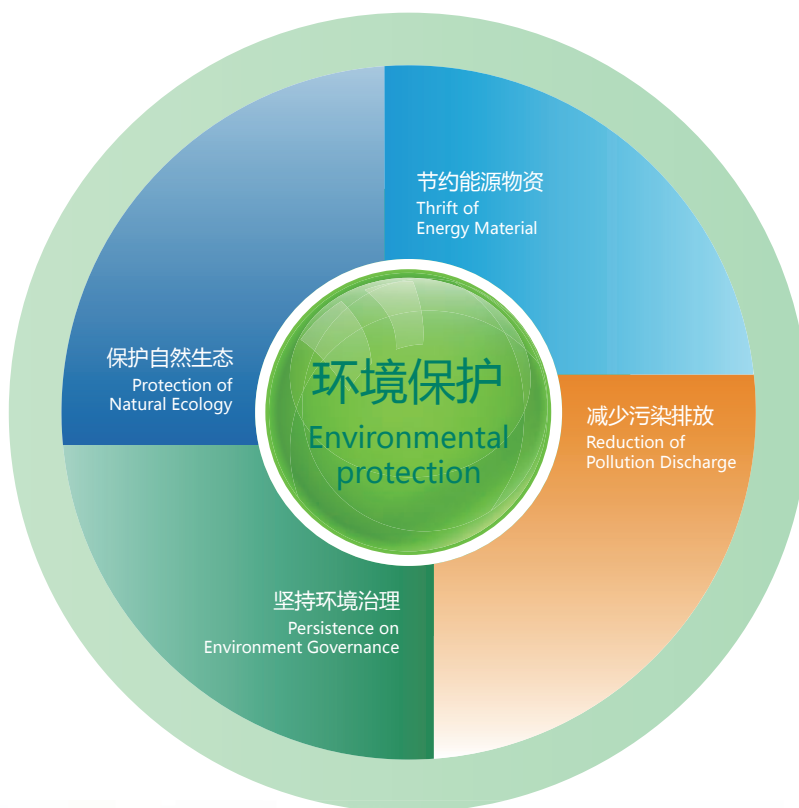 节约能源物资
Thrift of
Energy Material
保护自然生态
Protection of
Natural Ecology
环境保护
Environmental
protection
减少污染排放
Reduction of
Pollution Discharge
坚持环境治理
Persistence on
Environment Governance